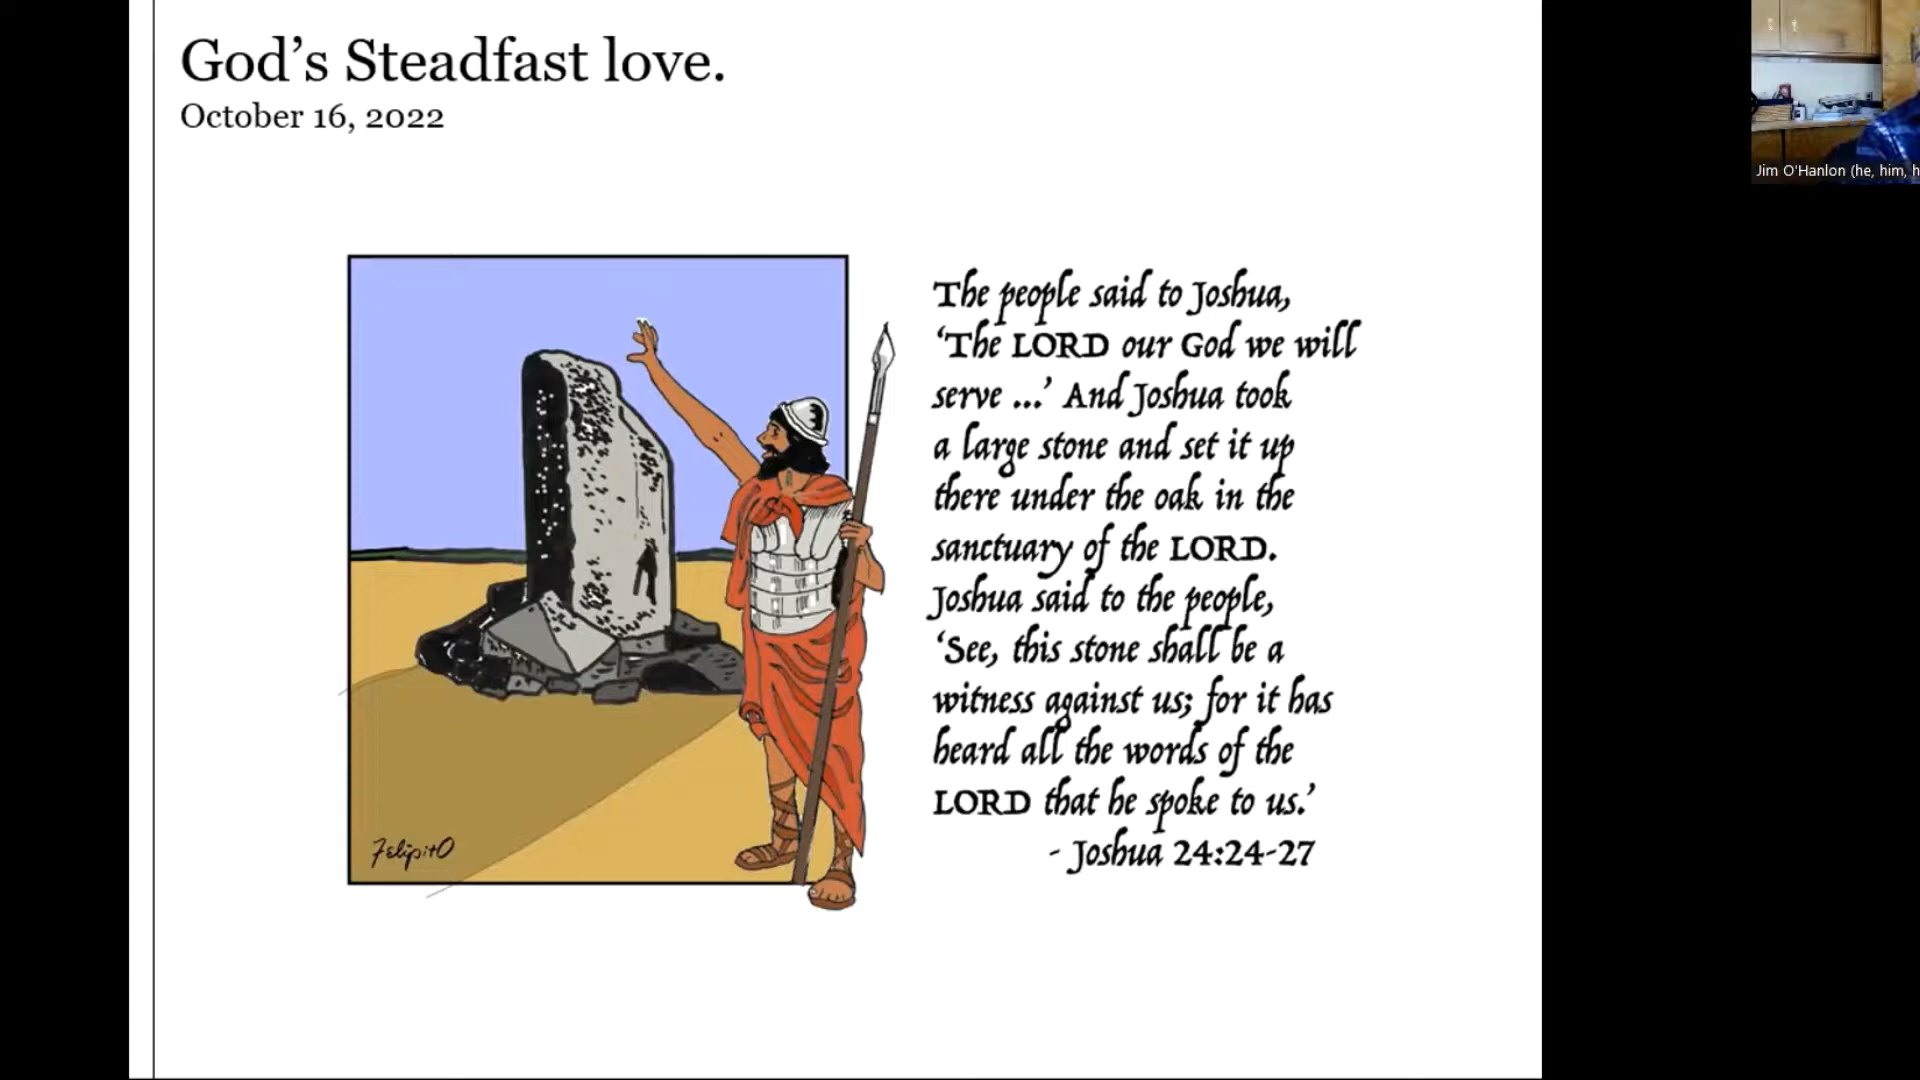 God's Steadfast love.
October 16, 2022
The people said to Joshua,
'The LORD our God we will
serve ...' And Joshua took
a large stone and set it up
there under the oak in the
sanctuary of the LORD.
Joshua said to the people,
'See, this stone shall be a
witness against us; for it has
heard all the words of the
LORD that he spoke to us.'
- Joshua 24:24-27
FelipitO
Jim O'Hanlon (he, him, h